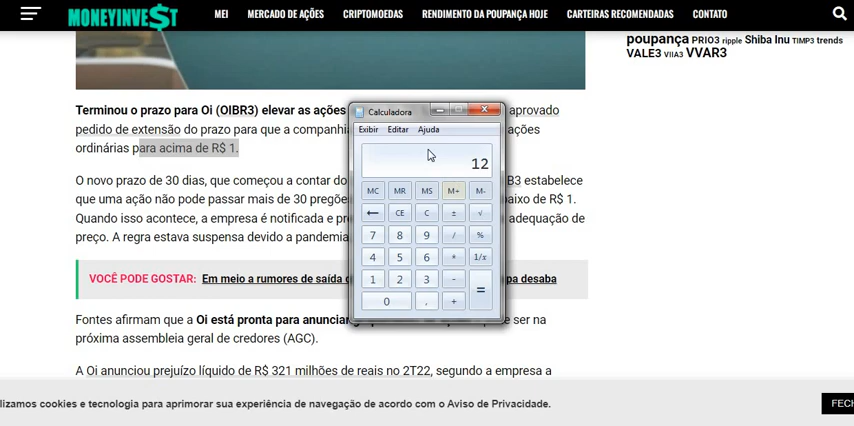 MONEYINVE$T
MEI MERCADO DE AÇÕES CRIPTOMOEDAS RENDIMENTO DA POUPANÇA HOJE CARTEIRAS RECOMENDADAS CONTATO
poupança PRIO3 ripple Shiba Inu TIMP3 trends
VALE3 VIIA3 VVAR3
Terminou o prazo para Oi (OIBR3) elevar as ações
aprovado
pedido de extensão do prazo para que a companhia
ações
ordinárias para acima de R$ 1.
O novo prazo de 30 dias, que começou a contar do
B3 estabelece
que uma ação não pode passar mais de 30 pregões
baixo de R$ 1.
Quando isso acontece, a empresa é notificada e
adequação de
preço. A regra estava suspensa devido a pandemia
VOCÊ PODE GOSTAR: Em meio a rumores de saída
desaba
Fontes afirmam que a Oi está pronta para anunciar
ser na
próxima assembleia geral de credores (AGC).
A Oi anunciou prejuízo líquido de R$ 321 milhões de reais no 2T22, segundo a empresa a
Calculadora
Exibir Editar Ajuda
12
MC MR MS M+ M-
← CE C ± √
7 8 9 / %
4 5 6 * 1/x
1 2 3 - =
0 , +
lizamos cookies e tecnologia para aprimorar sua experiência de navegação de acordo com o Aviso de Privacidade.
FECH